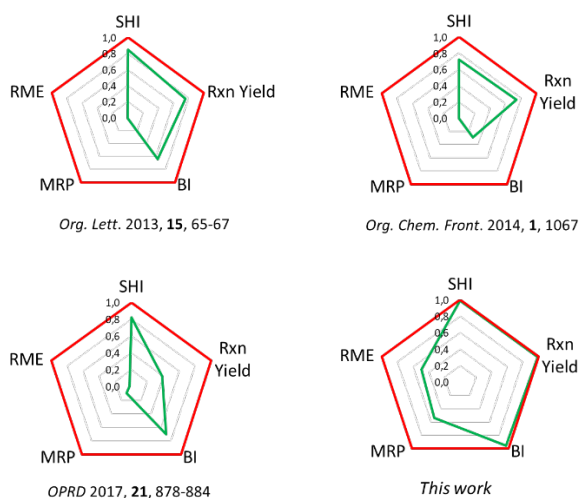 SHI
1,0
0,8
0,6
0,4
0,2
0,0
RME
Rxn Yield
MRP
BI
Org. Lett. 2013, 15, 65-67
SHI
1,0
0,8
0,6
0,4
0,2
0,0
RME
Rxn
Yield
MRP
BI
Org. Chem. Front. 2014, 1, 1067
SHI
1,0
0,8
0,6
0,4
0,2
0,0
RME
Rxn
Yield
MRP
BI
OPRD 2017, 21, 878-884
SHI
1,0
0,8
0,6
0,4
0,2
0,0
RME
Rxn
Yield
MRP
BI
This work